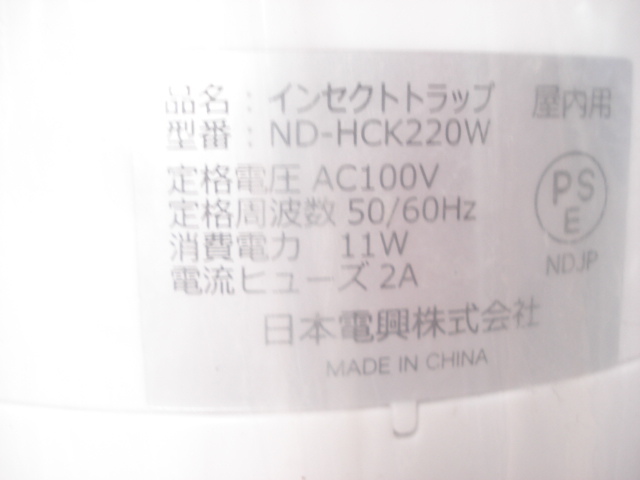 品名：インセクトトラップ 屋内用
型番：ND-HCK220W
定格電圧 AC100V
定格周波数 50/60Hz
消費電力 11W
電流ヒューズ 2A
PS
E
NDJP
日本電興株式会社
MADE IN CHINA